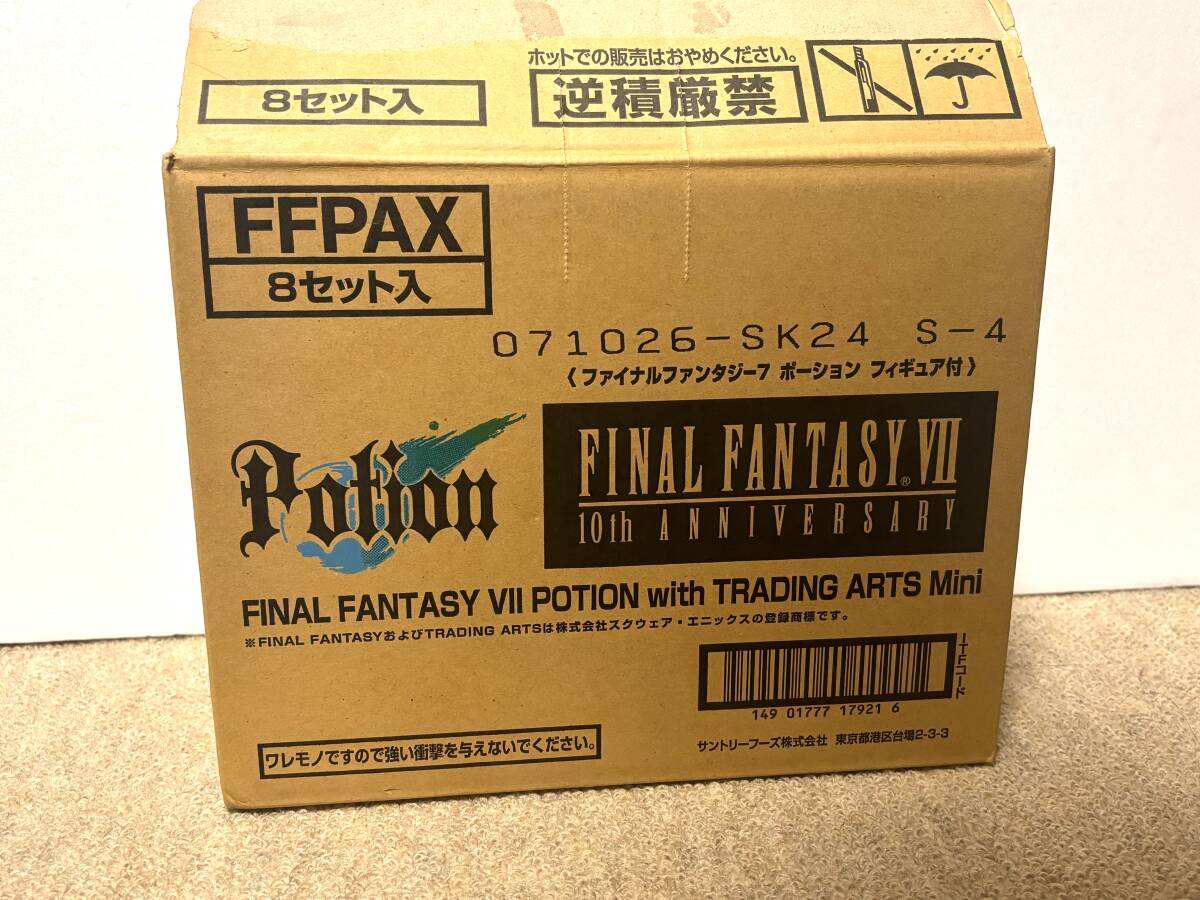 ホットでの販売はおやめください。
8セット入
逆積厳禁
FFPAX
8セット入
071026-SK24 S-4
《ファイナルファンタジー7 ポーション フィギュア付》
Potion
FINAL FANTASY VII®
10th ANNIVERSARY
FINAL FANTASY VII POTION with TRADING ARTS Mini
※FINAL FANTASYおよびTRADING ARTSは株式会社スクウェア・エニックスの登録商標です。
ITFコード
149 01777 17921 6
ワレモノですので強い衝撃を与えないでください。
サントリーフーズ株式会社 東京都港区台場2-3-3